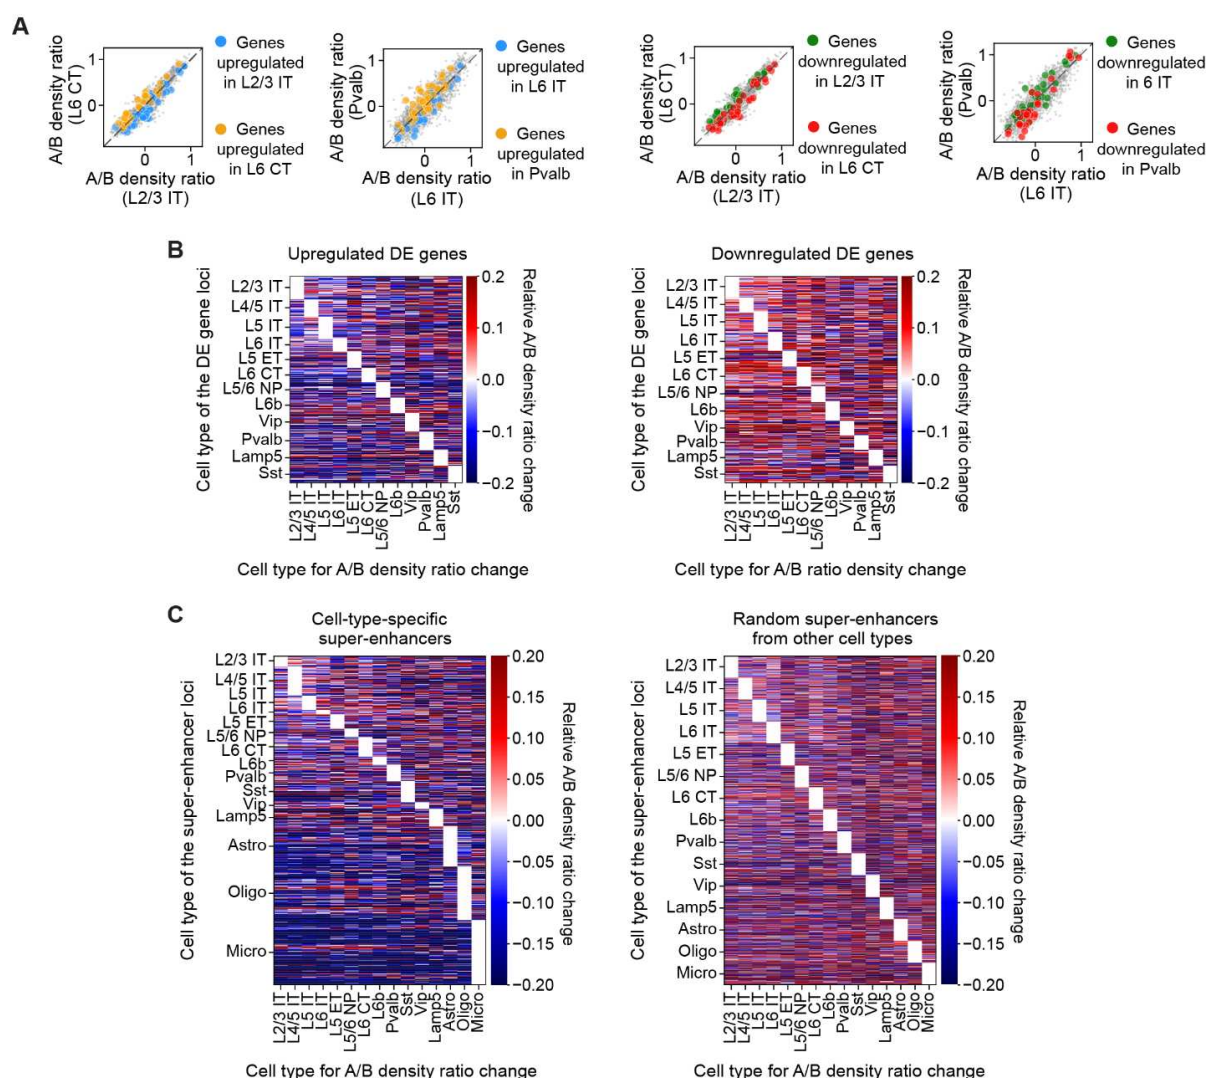 A
A/B density ratio
(L6 CT)
1
0
0
1
A/B density ratio
(L2/3 IT)
Genes
upregulated
in L2/3 IT
Genes
upregulated
in L6 CT
A/B density ratio
(Pvalb)
1
0
0
1
A/B density ratio
(L6 IT)
Genes
upregulated
in L6 IT
Genes
upregulated
in Pvalb
A/B density ratio
(L6 CT)
1
0
0
1
A/B density ratio
(L2/3 IT)
Genes
downregulated
in L2/3 IT
Genes
downregulated
in L6 CT
A/B density ratio
(Pvalb)
1
0
0
1
A/B density ratio
(L6 IT)
Genes
downregulated
in 6 IT
Genes
downregulated
in Pvalb
B
Upregulated DE genes
Cell type of the DE gene loci
L2/3 IT
L4/5 IT
L5 IT
L6 IT
L5 ET
L6 CT
L5/6 NP
L6b
Vip
Pvalb
Lamp5
Sst
L2/3 IT
L4/5 IT
L5 IT
L6 IT
L5 ET
L6 CT
L5/6 NP
L6b
Vip
Pvalb
Lamp5
Sst
Cell type for A/B density ratio change
0.2
0.1
0.0
−0.1
−0.2
Relative A/B density ratio change
Downregulated DE genes
Cell type of the DE gene loci
L2/3 IT
L4/5 IT
L5 IT
L6 IT
L5 ET
L6 CT
L5/6 NP
L6b
Vip
Pvalb
Lamp5
Sst
L2/3 IT
L4/5 IT
L5 IT
L6 IT
L5 ET
L6 CT
L5/6 NP
L6b
Vip
Pvalb
Lamp5
Sst
Cell type for A/B ratio density change
0.2
0.1
0.0
−0.1
−0.2
Relative A/B density ratio change
C
Cell-type-specific
super-enhancers
Cell type of the super-enhancer loci
L2/3 IT
L4/5 IT
L5 IT
L6 IT
L5 ET
L5/6 NP
L6 CT
L6b
Pvalb
Sst
Vip
Lamp5
Astro
Oligo
Micro
L2/3 IT
L4/5 IT
L5 IT
L6 IT
L5 ET
L5/6 NP
L6 CT
L6b
Pvalb
Sst
Vip
Lamp5
Astro
Oligo
Micro
Cell type for A/B density ratio change
0.20
0.15
0.10
0.05
0.00
−0.05
−0.10
−0.15
−0.20
Relative A/B density ratio change
Random super-enhancers
from other cell types
Cell type of the super-enhancer loci
L2/3 IT
L4/5 IT
L5 IT
L6 IT
L5 ET
L5/6 NP
L6 CT
L6b
Pvalb
Sst
Vip
Lamp5
Astro
Oligo
Micro
L2/3 IT
L4/5 IT
L5 IT
L6 IT
L5 ET
L5/6 NP
L6 CT
L6b
Pvalb
Sst
Vip
Lamp5
Astro
Oligo
Micro
Cell type for A/B density ratio change
0.20
0.15
0.10
0.05
0.00
−0.05
−0.10
−0.15
−0.20
Relative A/B density ratio change